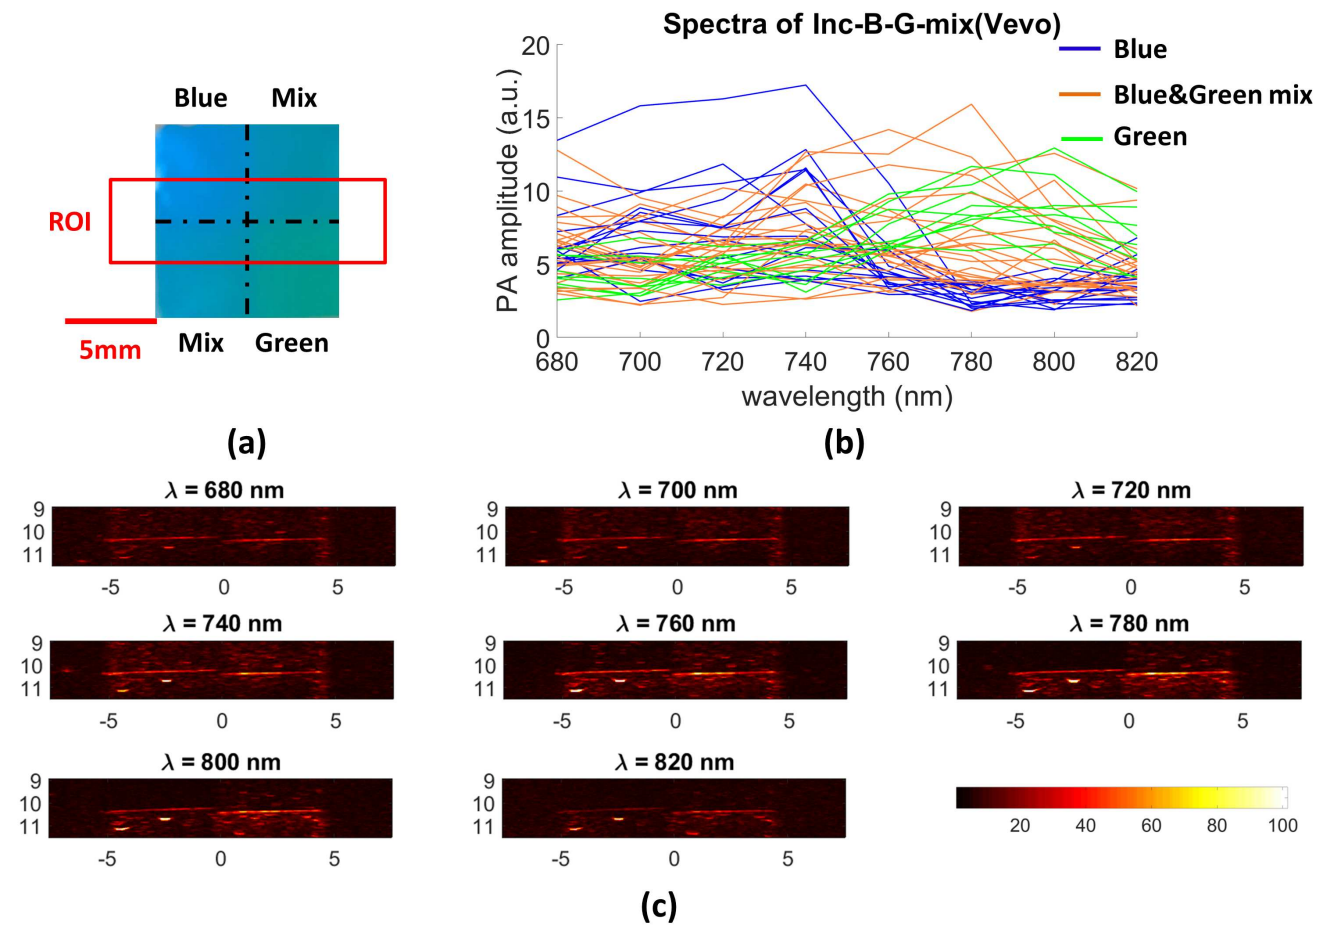 Blue Mix
ROI
Mix Green
5mm
(a)
Spectra of Inc-B-G-mix(Vevo)
Blue
Blue&Green mix
Green
PA amplitude (a.u.)
20
15
10
5
0
680 700 720 740 760 780 800 820
wavelength (nm)
(b)
λ = 680 nm
9
10
11
-5 0 5
λ = 700 nm
9
10
11
-5 0 5
λ = 720 nm
9
10
11
-5 0 5
λ = 740 nm
9
10
11
-5 0 5
λ = 760 nm
9
10
11
-5 0 5
λ = 780 nm
9
10
11
-5 0 5
λ = 800 nm
9
10
11
-5 0 5
λ = 820 nm
9
10
11
-5 0 5
20 40 60 80 100
(c)